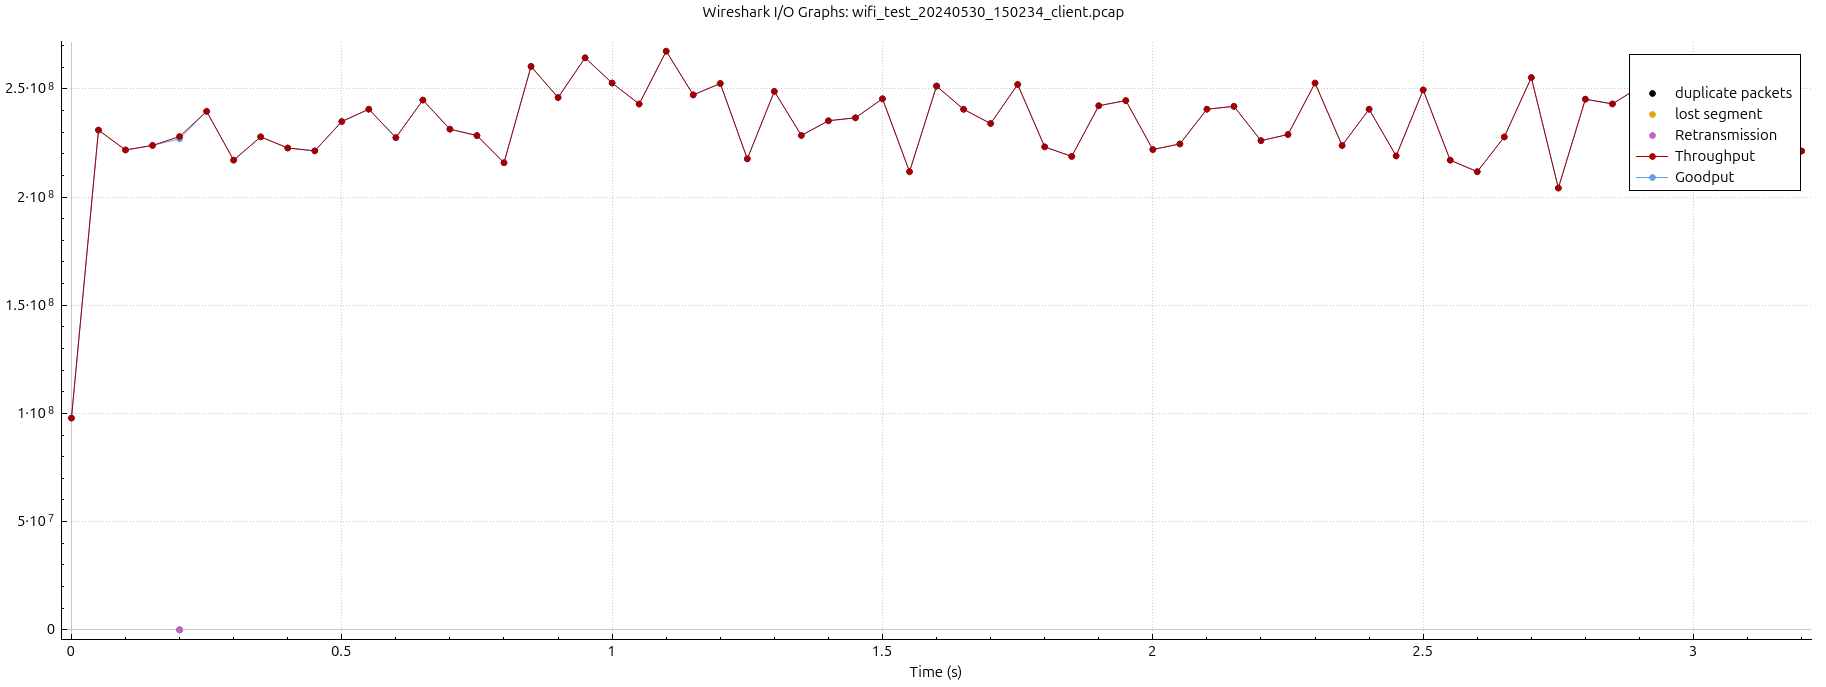 Wireshark I/O Graphs: wifi_test_20240530_150234_client.pcap
2.5·10⁸
2·10⁸
1.5·10⁸
1·10⁸
5·10⁷
0
duplicate packets
lost segment
Retransmission
Throughput
Goodput
0 0.5 1 1.5 2 2.5 3
Time (s)